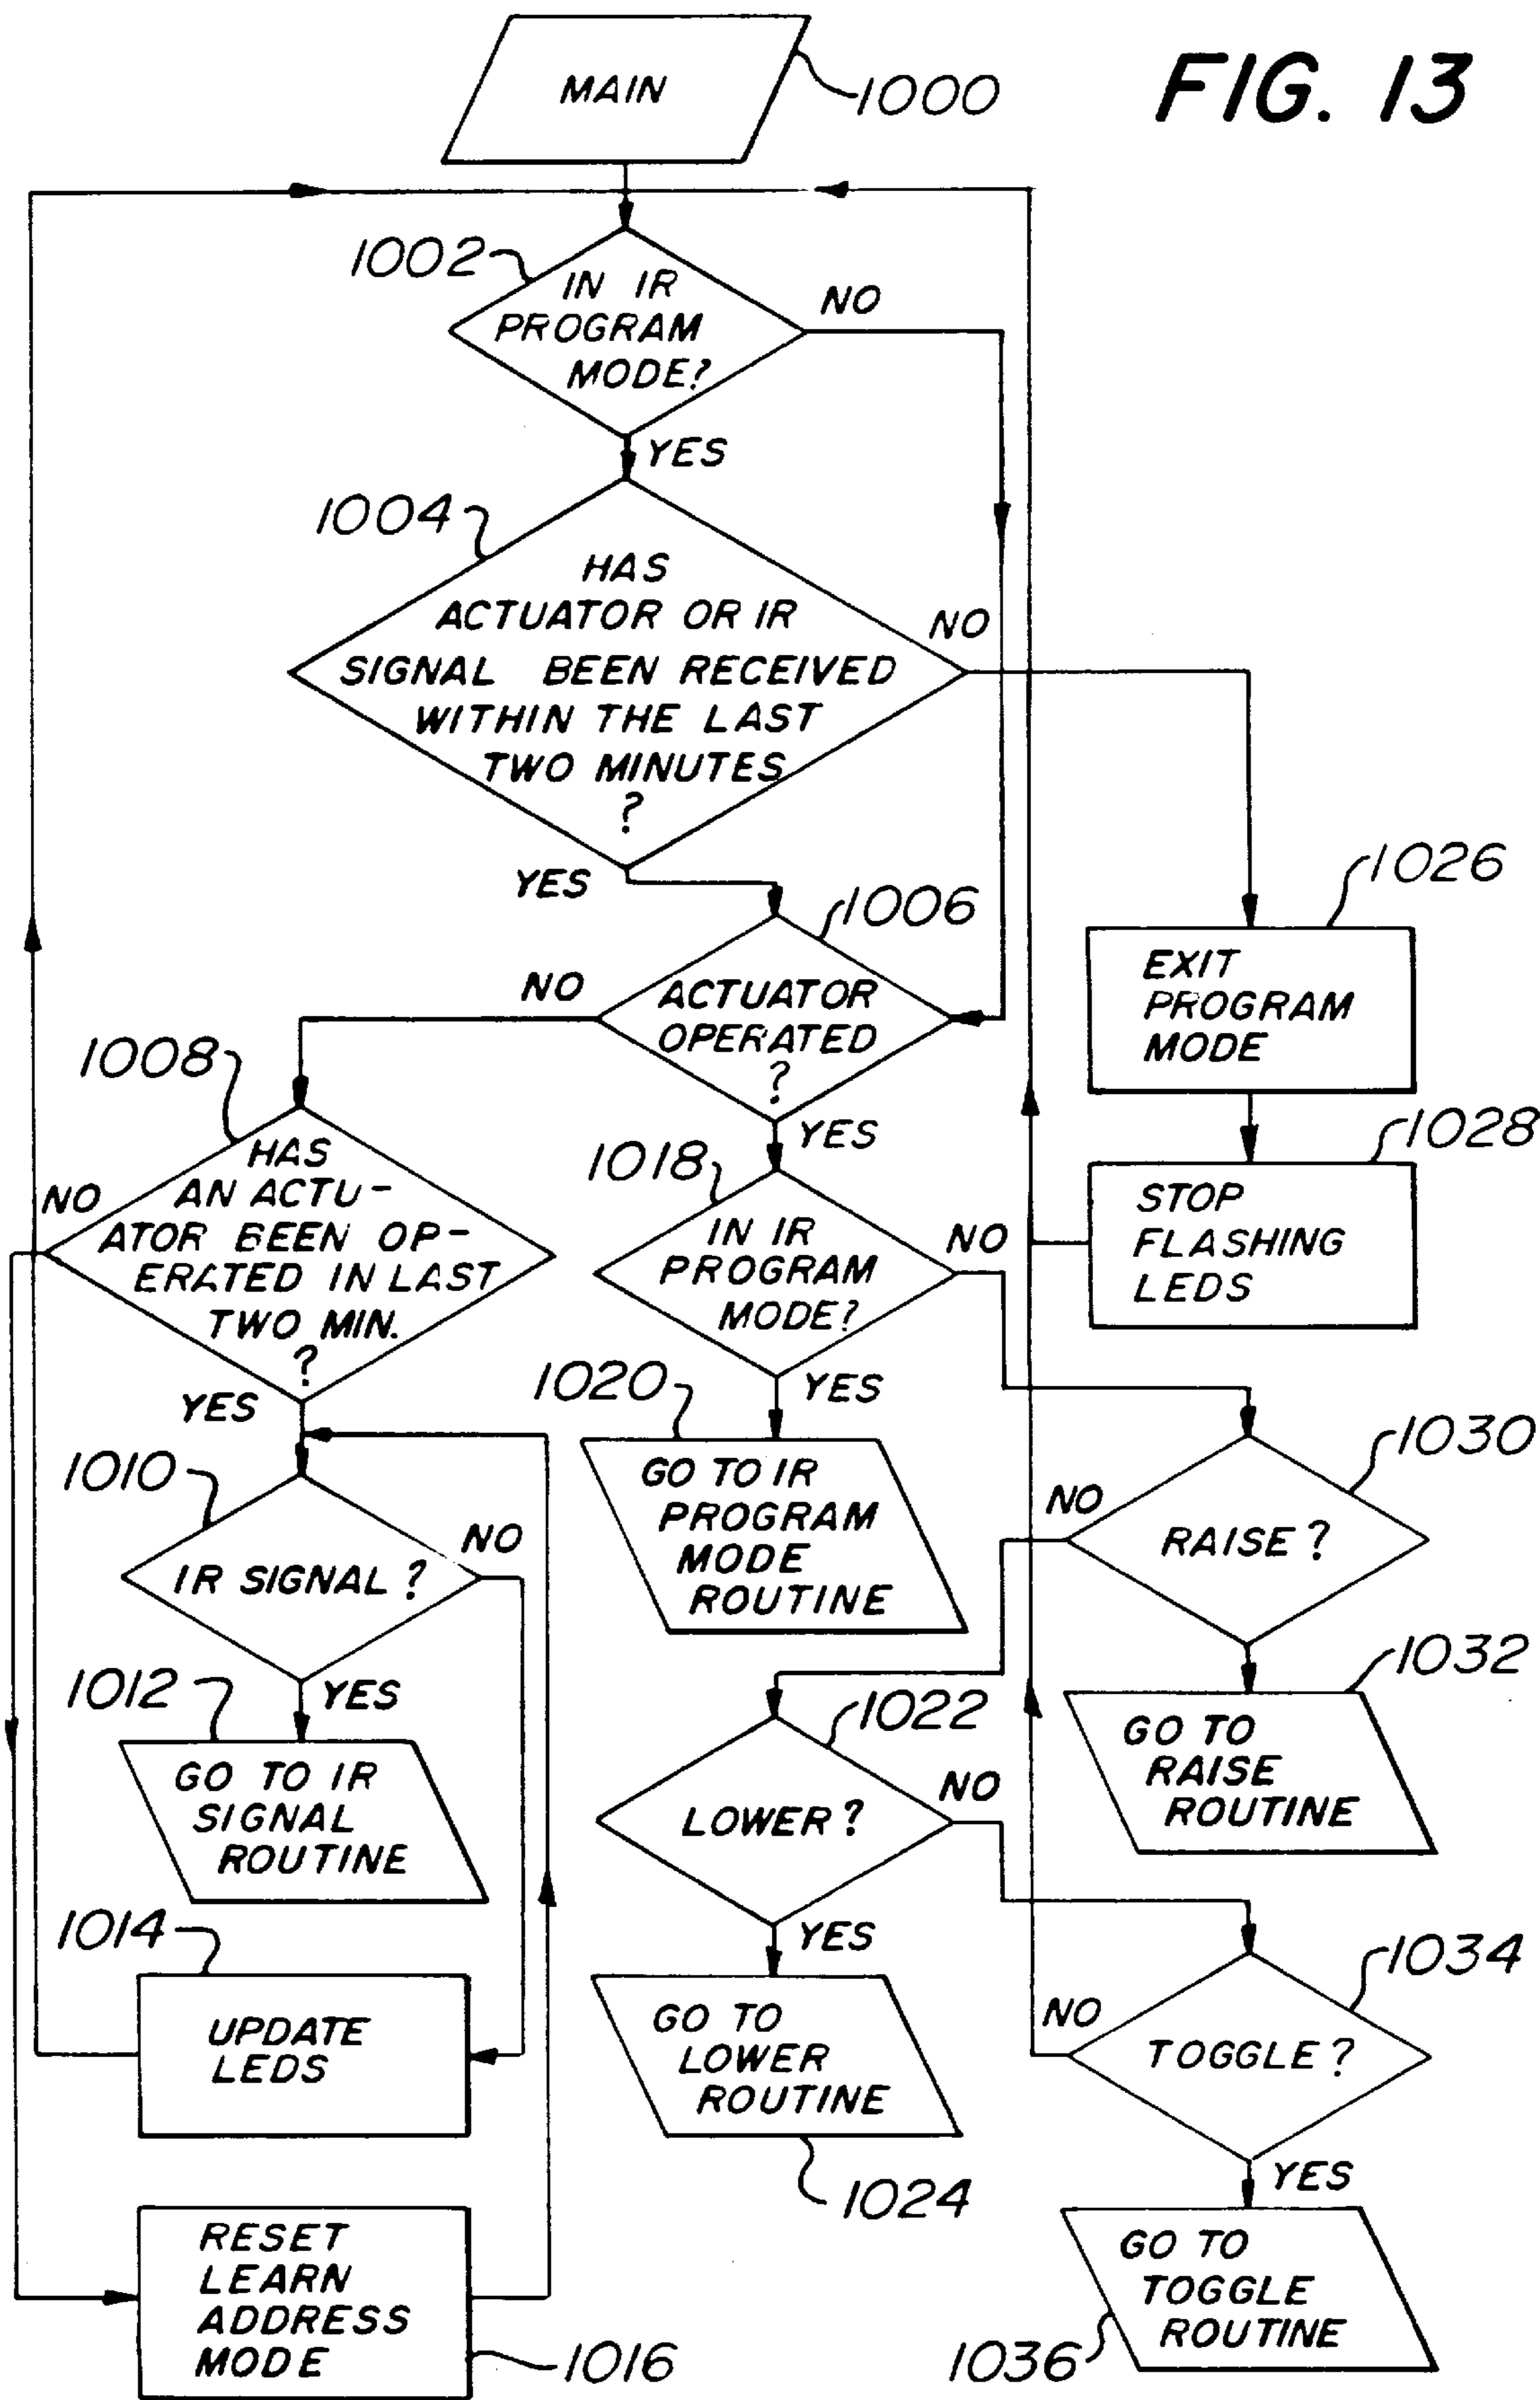 FIG. 13
MAIN
1000
1002
IN IR
PROGRAM
MODE?
NO
YES
1004
HAS
ACTUATOR OR IR
SIGNAL BEEN RECEIVED
WITHIN THE LAST
TWO MINUTES
?
NO
YES
1006
ACTUATOR
OPERATED
?
NO
YES
1026
EXIT
PROGRAM
MODE
1028
STOP
FLASHING
LEDS
1008
HAS
AN ACTU-
ATOR BEEN OP-
ERATED IN LAST
TWO MIN.
?
NO
YES
1018
IN IR
PROGRAM
MODE?
NO
YES
1020
GO TO IR
PROGRAM
MODE
ROUTINE
1030
RAISE?
NO
1032
GO TO
RAISE
ROUTINE
1010
IR SIGNAL?
NO
YES
1012
GO TO IR
SIGNAL
ROUTINE
1022
LOWER?
NO
YES
GO TO
LOWER
ROUTINE
1024
1014
UPDATE
LEDS
1034
TOGGLE?
NO
YES
GO TO
TOGGLE
ROUTINE
1036
RESET
LEARN
ADDRESS
MODE
1016